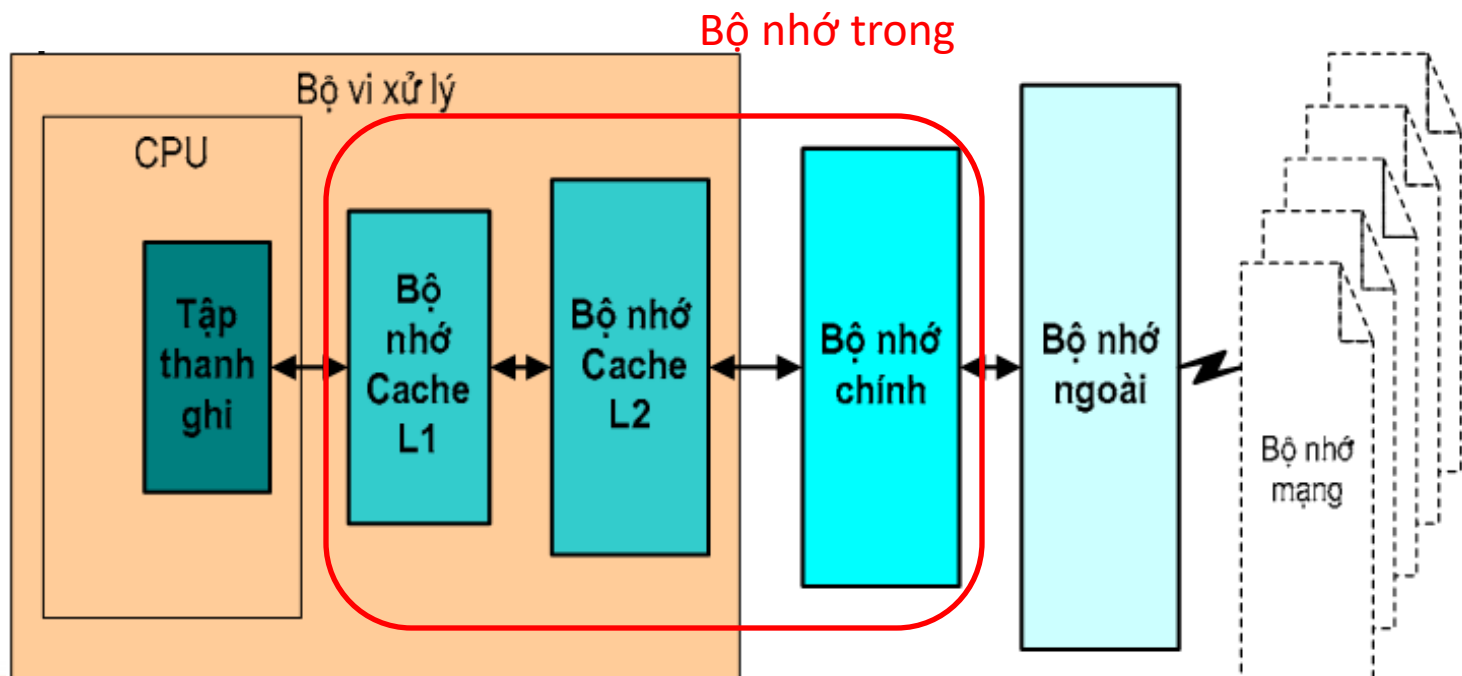 Bộ nhớ trong
Bộ vi xử lý
CPU
Tập
thanh
ghi
Bộ
nhớ
Cache
L1
Bộ nhớ
Cache
L2
Bộ nhớ
chính
Bộ nhớ
ngoài
Bộ nhớ
mạng